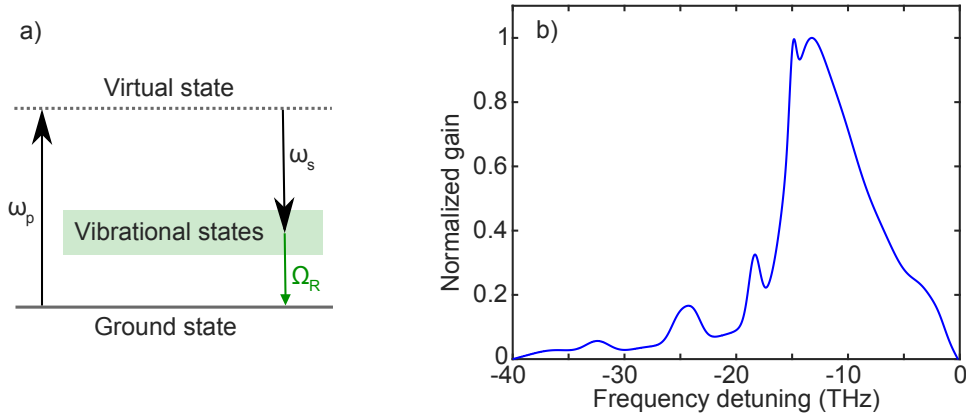 a)
Virtual state
ω_s
ω_p
Vibrational states
Ω_R
Ground state
b)
Normalized gain
1
0.8
0.6
0.4
0.2
0
-40
-30
-20
-10
0
Frequency detuning (THz)